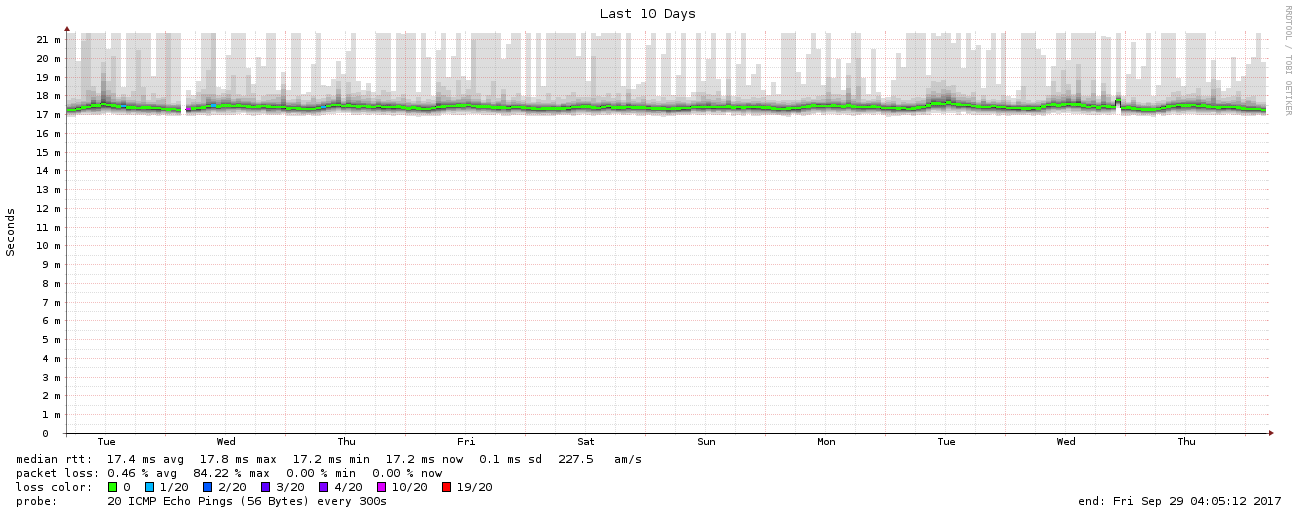 Last 10 Days
RRDTOOL / TOBI OETIKER
Seconds
21 m
20 m
19 m
18 m
17 m
16 m
15 m
14 m
13 m
12 m
11 m
10 m
9 m
8 m
7 m
6 m
5 m
4 m
3 m
2 m
1 m
0
Tue Wed Thu Fri Sat Sun Mon Tue Wed Thu
median rtt: 17.4 ms avg 17.8 ms max 17.2 ms min 17.2 ms now 0.1 ms sd 227.5 am/s
packet loss: 0.46 % avg 84.22 % max 0.00 % min 0.00 % now
loss color: 0 1/20 2/20 3/20 4/20 10/20 19/20
probe: 20 ICMP Echo Pings (56 Bytes) every 300s end: Fri Sep 29 04:05:12 2017